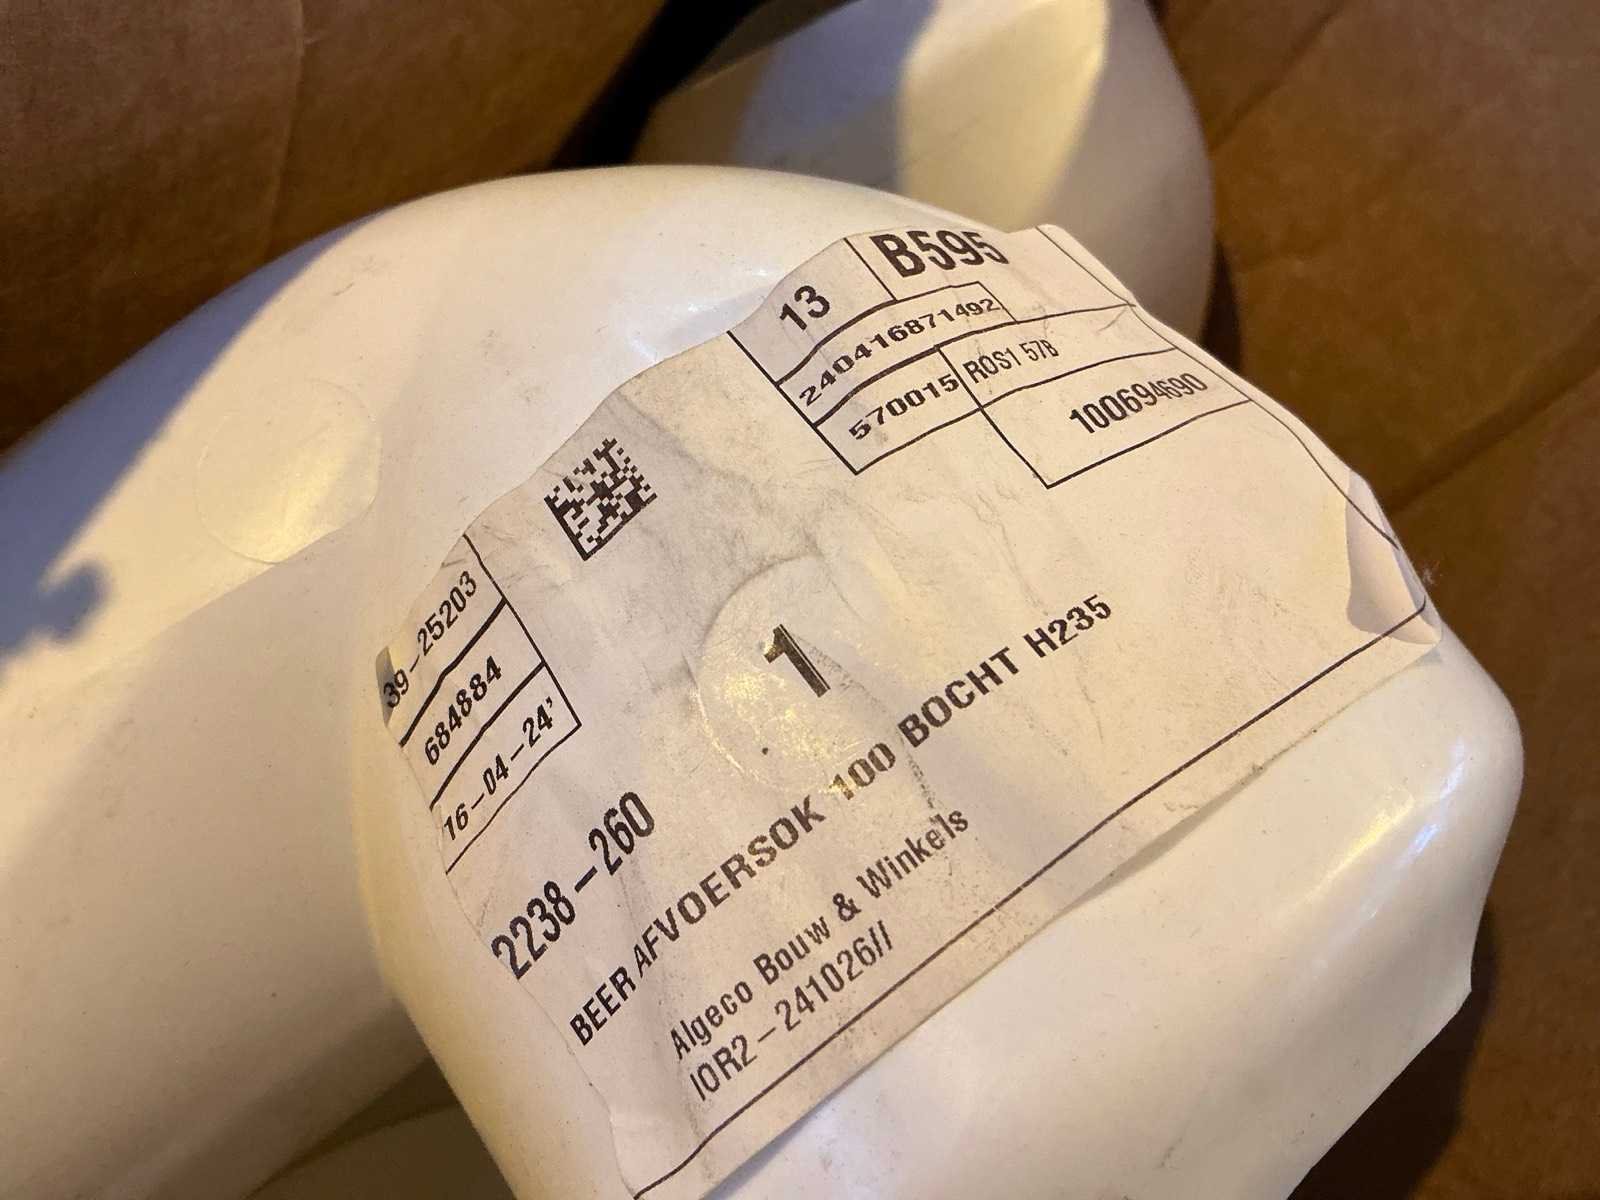 13 B595
240416871492
570015 ROS1 57B
100694690
39-25203
684884
16-04-24'
1
2238-260
BEER AFVOERSOK 100 BOCHT H235
Algeco Bouw & Winkels
IOR2-241026//